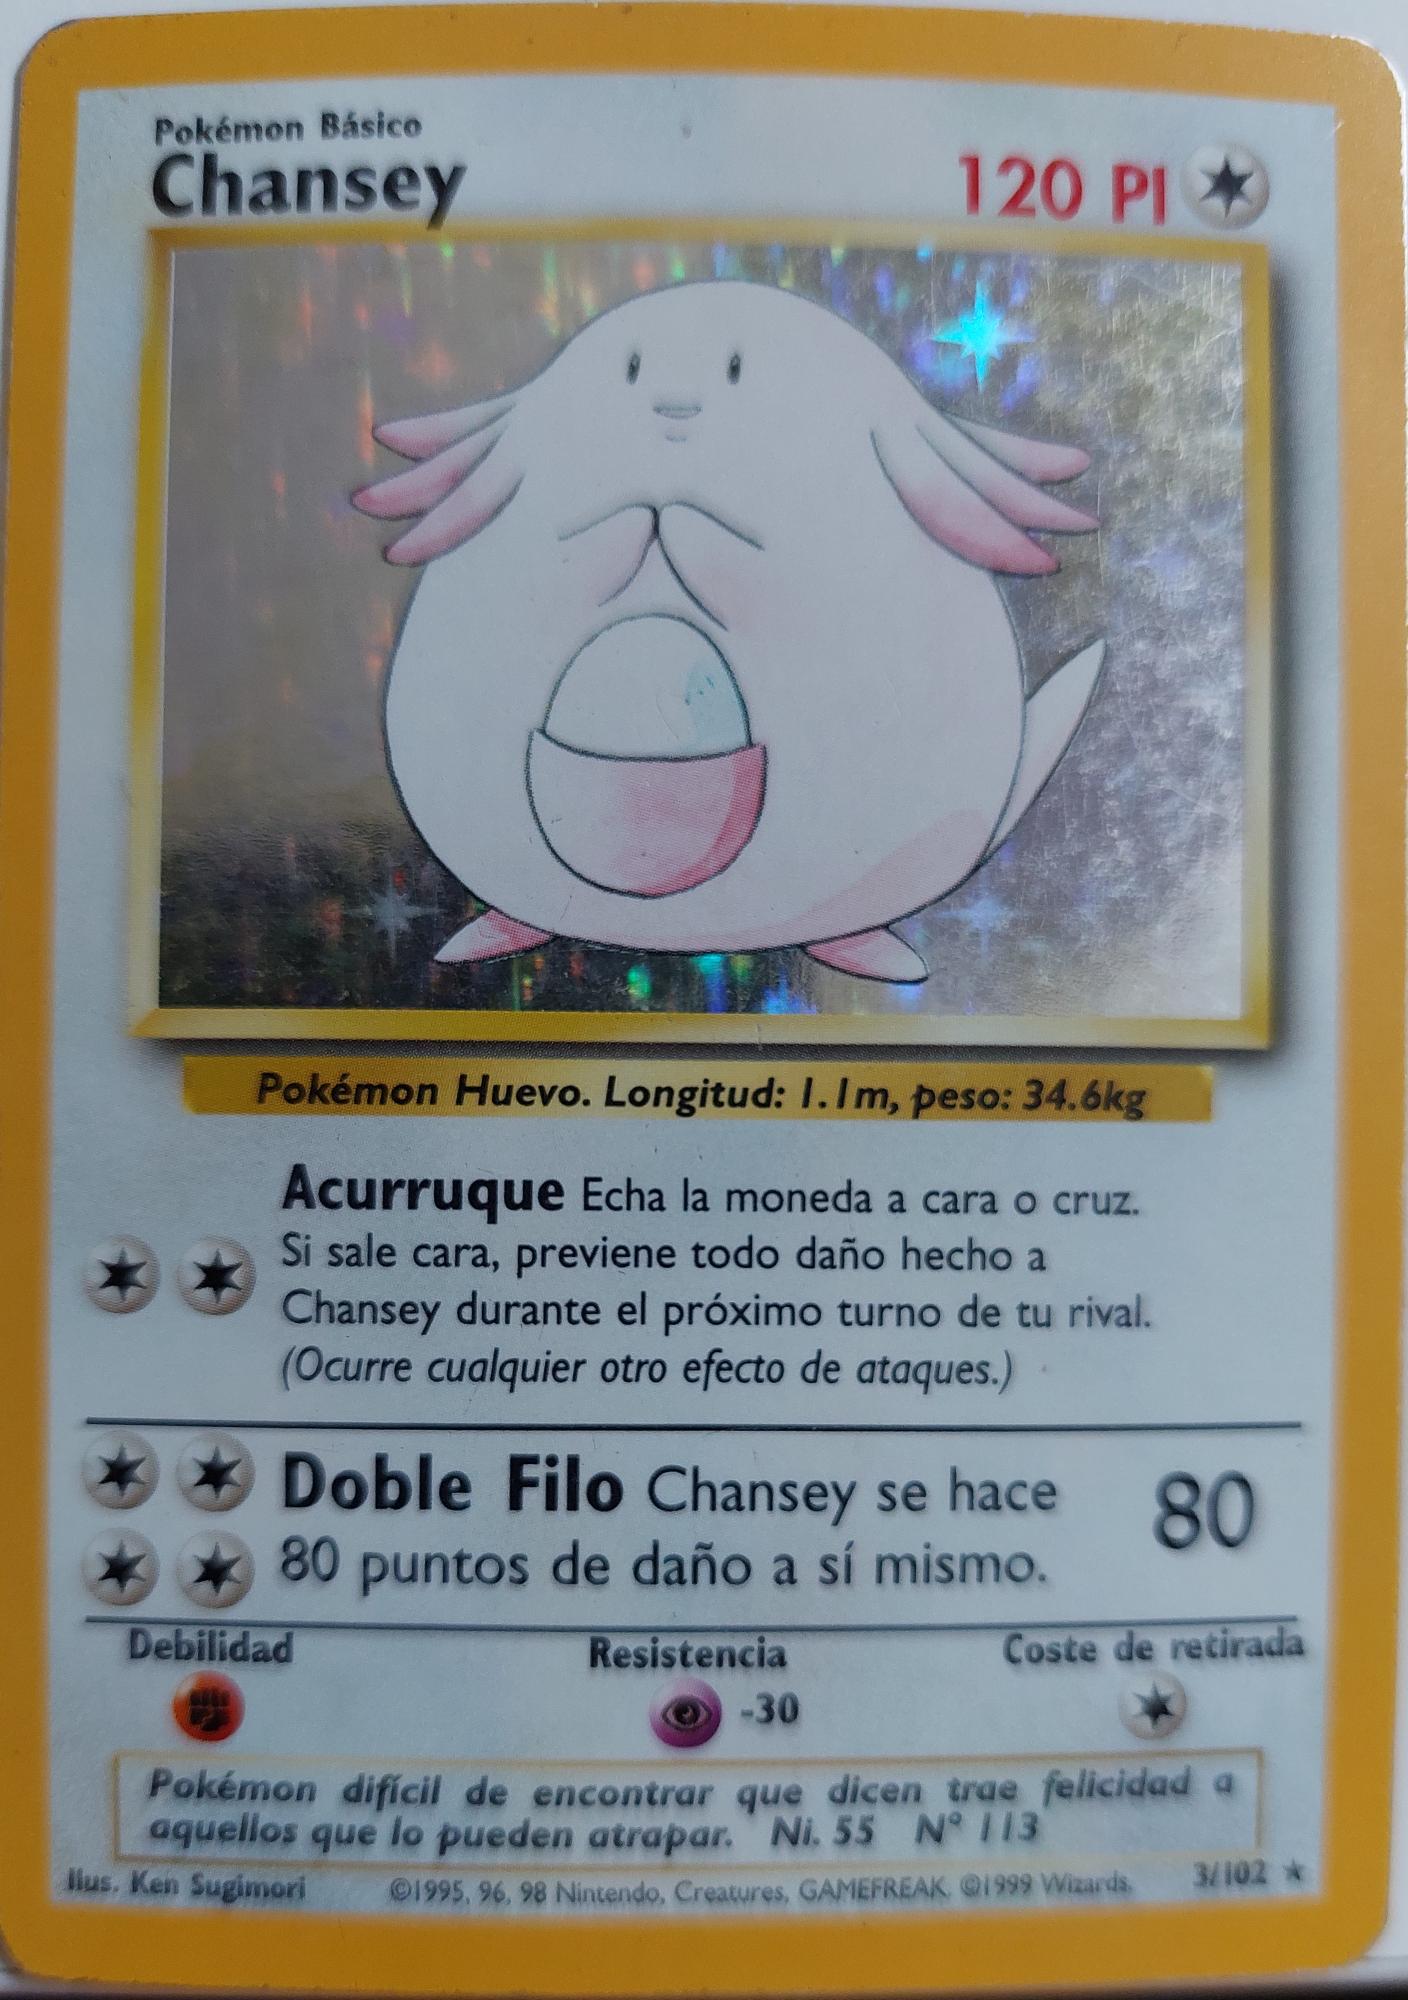 Pokémon Básico
Chansey
120 PI
Pokémon Huevo. Longitud: 1.1m, peso: 34.6kg
Acurruque Echa la moneda a cara o cruz.
Si sale cara, previene todo daño hecho a
Chansey durante el próximo turno de tu rival.
(Ocurre cualquier otro efecto de ataques.)
Doble Filo Chansey se hace
80 puntos de daño a sí mismo.
80
Debilidad
Resistencia
Coste de retirada
-30
Pokémon difícil de encontrar que dicen trae felicidad a
aquellos que lo pueden atrapar. Ni. 55 Nº 113
Ilus. Ken Sugimori
©1995, 96, 98 Nintendo, Creatures, GAMEFREAK. ©1999 Wizards.
3/102 ★